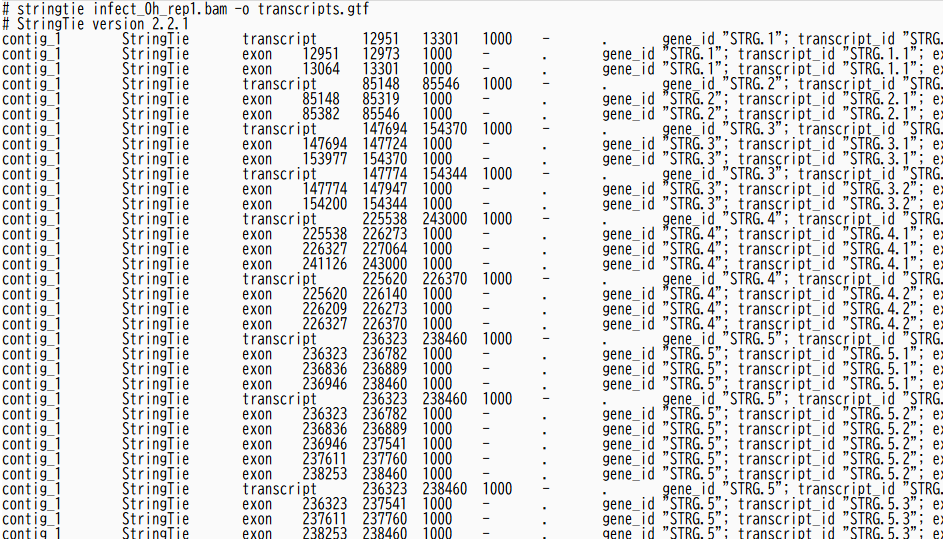 # stringtie infect_0h_rep1.bam -o transcripts.gtf
# StringTie version 2.2.1
contig_1 StringTie transcript 12951 13301 1000 - . gene_id "STRG.1"; transcript_id "STRG.
contig_1 StringTie exon 12951 12973 1000 - . gene_id "STRG.1"; transcript_id "STRG.1.1"; ex
contig_1 StringTie exon 13064 13301 1000 - . gene_id "STRG.1"; transcript_id "STRG.1.1"; ex
contig_1 StringTie transcript 85148 85546 1000 - . gene_id "STRG.2"; transcript_id "STRG.
contig_1 StringTie exon 85148 85319 1000 - . gene_id "STRG.2"; transcript_id "STRG.2.1"; ex
contig_1 StringTie exon 85382 85546 1000 - . gene_id "STRG.2"; transcript_id "STRG.2.1"; ex
contig_1 StringTie transcript 147694 154370 1000 - . gene_id "STRG.3"; transcript_id "STRG.
contig_1 StringTie exon 147694 147724 1000 - . gene_id "STRG.3"; transcript_id "STRG.3.1"; ex
contig_1 StringTie exon 153977 154370 1000 - . gene_id "STRG.3"; transcript_id "STRG.3.1"; ex
contig_1 StringTie transcript 147774 154344 1000 - . gene_id "STRG.3"; transcript_id "STRG.
contig_1 StringTie exon 147774 147947 1000 - . gene_id "STRG.3"; transcript_id "STRG.3.2"; ex
contig_1 StringTie exon 154200 154344 1000 - . gene_id "STRG.3"; transcript_id "STRG.3.2"; ex
contig_1 StringTie transcript 225538 243000 1000 - . gene_id "STRG.4"; transcript_id "STRG.
contig_1 StringTie exon 225538 226273 1000 - . gene_id "STRG.4"; transcript_id "STRG.4.1"; ex
contig_1 StringTie exon 226327 227064 1000 - . gene_id "STRG.4"; transcript_id "STRG.4.1"; ex
contig_1 StringTie exon 241126 243000 1000 - . gene_id "STRG.4"; transcript_id "STRG.4.1"; ex
contig_1 StringTie transcript 225620 226370 1000 - . gene_id "STRG.4"; transcript_id "STRG.
contig_1 StringTie exon 225620 226140 1000 - . gene_id "STRG.4"; transcript_id "STRG.4.2"; ex
contig_1 StringTie exon 226209 226273 1000 - . gene_id "STRG.4"; transcript_id "STRG.4.2"; ex
contig_1 StringTie exon 226327 226370 1000 - . gene_id "STRG.4"; transcript_id "STRG.4.2"; ex
contig_1 StringTie transcript 236323 238460 1000 - . gene_id "STRG.5"; transcript_id "STRG.
contig_1 StringTie exon 236323 236782 1000 - . gene_id "STRG.5"; transcript_id "STRG.5.1"; ex
contig_1 StringTie exon 236836 236889 1000 - . gene_id "STRG.5"; transcript_id "STRG.5.1"; ex
contig_1 StringTie exon 236946 238460 1000 - . gene_id "STRG.5"; transcript_id "STRG.5.1"; ex
contig_1 StringTie transcript 236323 238460 1000 - . gene_id "STRG.5"; transcript_id "STRG.
contig_1 StringTie exon 236323 236782 1000 - . gene_id "STRG.5"; transcript_id "STRG.5.2"; ex
contig_1 StringTie exon 236836 236889 1000 - . gene_id "STRG.5"; transcript_id "STRG.5.2"; ex
contig_1 StringTie exon 236946 237541 1000 - . gene_id "STRG.5"; transcript_id "STRG.5.2"; ex
contig_1 StringTie exon 237611 237760 1000 - . gene_id "STRG.5"; transcript_id "STRG.5.2"; ex
contig_1 StringTie exon 238253 238460 1000 - . gene_id "STRG.5"; transcript_id "STRG.5.2"; ex
contig_1 StringTie transcript 236323 238460 1000 - . gene_id "STRG.5"; transcript_id "STRG.
contig_1 StringTie exon 236323 237541 1000 - . gene_id "STRG.5"; transcript_id "STRG.5.3"; ex
contig_1 StringTie exon 237611 237760 1000 - . gene_id "STRG.5"; transcript_id "STRG.5.3"; ex
contig_1 StringTie exon 238253 238460 1000 - . gene_id "STRG.5"; transcript_id "STRG.5.3"; ex